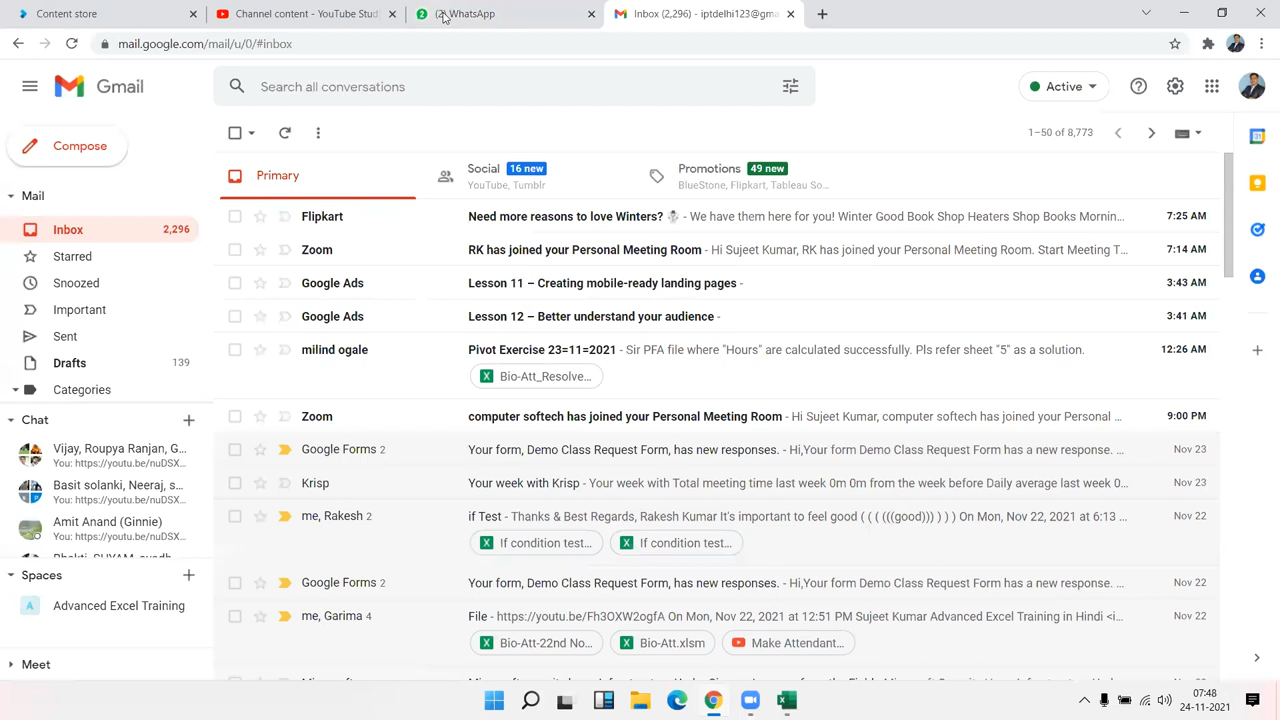 Content store
Channel content - YouTube Stud
2 (2) WhatsApp
Inbox (2,296) - iptdelhi123@gma
mail.google.com/mail/u/0/#inbox
Gmail
Search all conversations
Active
Compose
1–50 of 8,773
Primary
Social 16 new
YouTube, Tumblr
Promotions 49 new
BlueStone, Flipkart, Tableau So...
Mail
Inbox 2,296
Starred
Snoozed
Important
Sent
Drafts 139
Categories
Flipkart Need more reasons to love Winters? - We have them here for you! Winter Good Book Shop Heaters Shop Books Mornin... 7:25 AM
Zoom RK has joined your Personal Meeting Room - Hi Sujeet Kumar, RK has joined your Personal Meeting Room. Start Meeting T... 7:14 AM
Google Ads Lesson 11 – Creating mobile-ready landing pages - 3:43 AM
Google Ads Lesson 12 – Better understand your audience - 3:41 AM
milind ogale Pivot Exercise 23=11=2021 - Sir PFA file where "Hours" are calculated successfully. Pls refer sheet "5" as a solution. 12:26 AM
Bio-Att_Resolve...
Zoom computer softech has joined your Personal Meeting Room - Hi Sujeet Kumar, computer softech has joined your Personal ... 9:00 PM
Google Forms 2 Your form, Demo Class Request Form, has new responses. - Hi,Your form Demo Class Request Form has a new response. ... Nov 23
Krisp Your week with Krisp - Your week with Total meeting time last week 0m 0m from the week before Daily average last week 0... Nov 23
me, Rakesh 2 if Test - Thanks & Best Regards, Rakesh Kumar It's important to feel good ( ( ( (((good))) ) ) ) On Mon, Nov 22, 2021 at 6:13 ... Nov 22
If condition test... If condition test...
Google Forms 2 Your form, Demo Class Request Form, has new responses. - Hi,Your form Demo Class Request Form has a new response. ... Nov 22
me, Garima 4 File - https://youtu.be/Fh3OXW2ogfA On Mon, Nov 22, 2021 at 12:51 PM Sujeet Kumar Advanced Excel Training in Hindi <i... Nov 22
Bio-Att-22nd No... Bio-Att.xlsm Make Attendant...
Chat
Vijay, Roupya Ranjan, G...
You: https://youtu.be/nuDSX...
Basit solanki, Neeraj, s...
You: https://youtu.be/nuDSX...
Amit Anand (Ginnie)
You: https://youtu.be/nuDSX...
Spaces
A Advanced Excel Training
Meet
07:48
24-11-2021